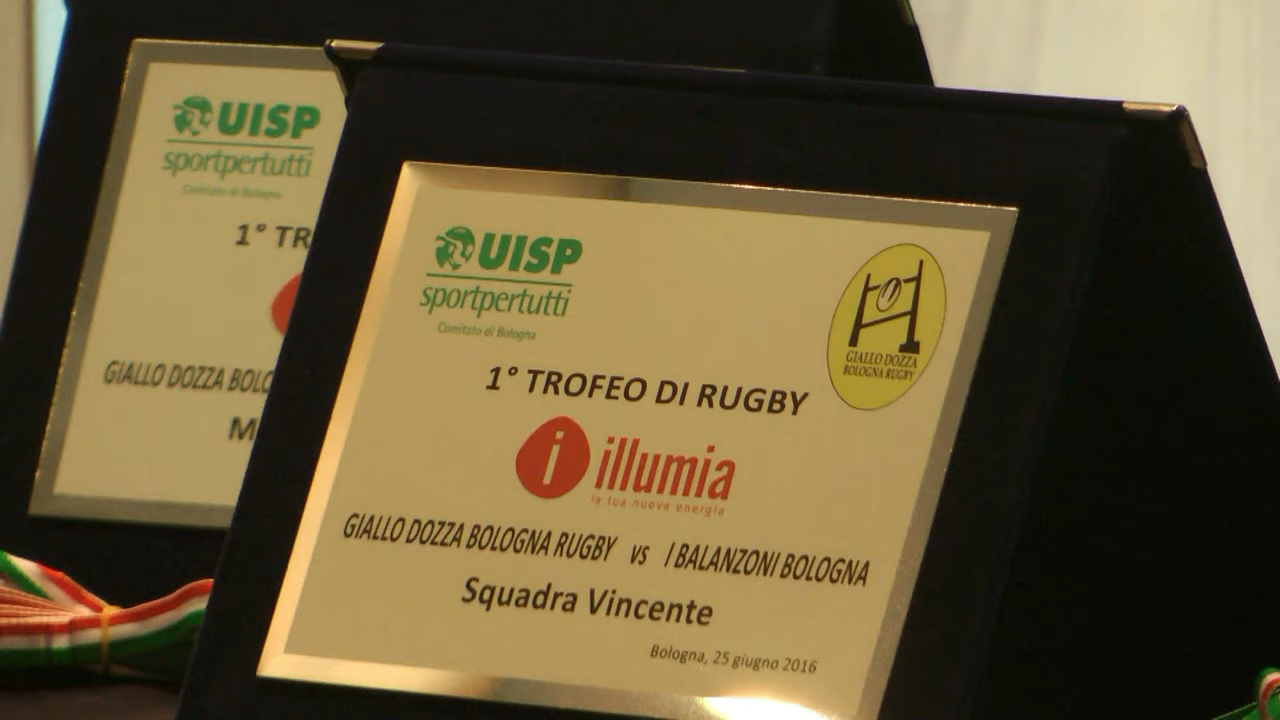 UISP
sportpertutti
Comitato di Bologna
1° TR
GIALLO DOZZA BOLO
M
UISP
sportpertutti
Comitato di Bologna
GIALLO DOZZA
BOLOGNA RUGBY
1° TROFEO DI RUGBY
i illumia
la tua nuova energia
GIALLO DOZZA BOLOGNA RUGBY vs I BALANZONI BOLOGNA
Squadra Vincente
Bologna, 25 giugno 2016